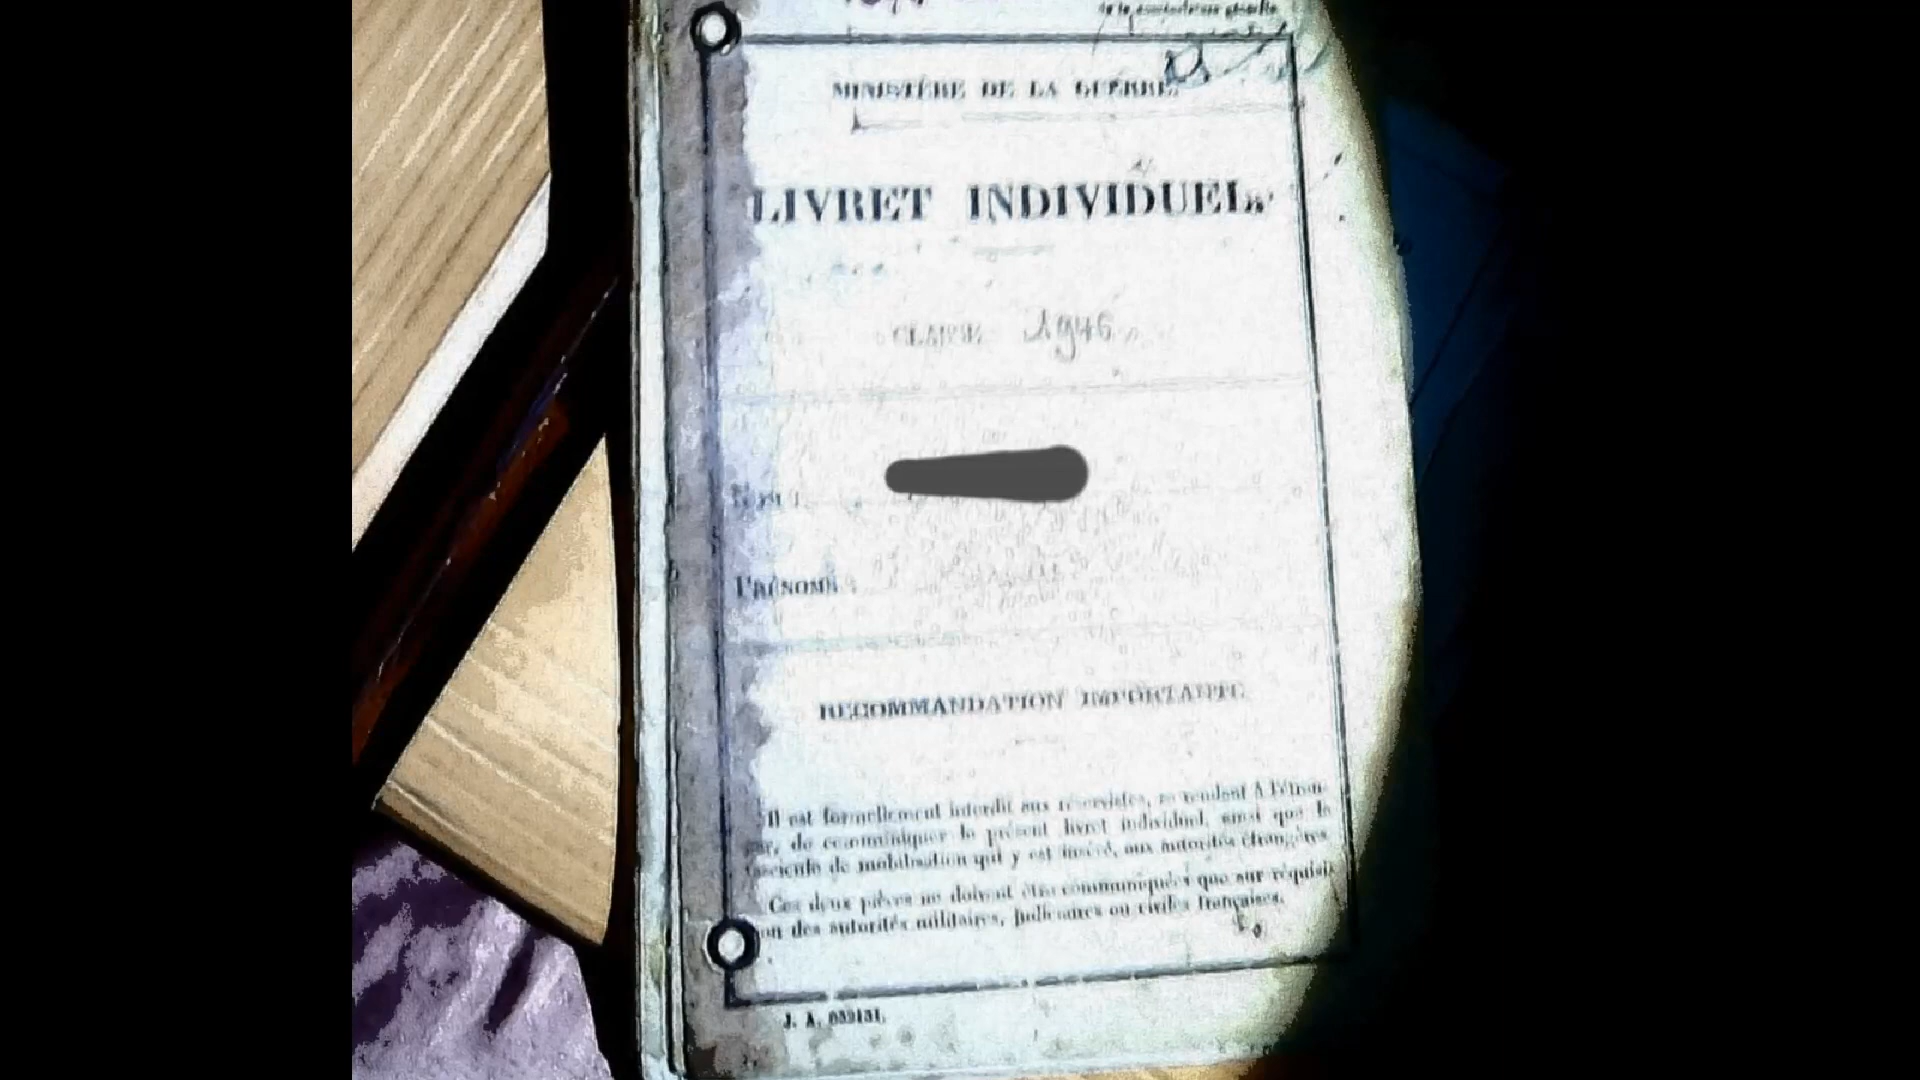 MINISTÈRE DE LA GUERRE
LIVRET INDIVIDUEL
CLASSE 1946
NOM :
PRÉNOMS :
RECOMMANDATION IMPORTANTE
Il est formellement interdit aux réservistes, se rendant à l'étran-
ger, de communiquer le présent livret individuel, ainsi que le
fascicule de mobilisation qui y est inséré, aux autorités étrangères.
Ces deux pièces ne doivent être communiquées que sur réquisi-
tion des autorités militaires, judiciaires ou civiles françaises.
J. A.